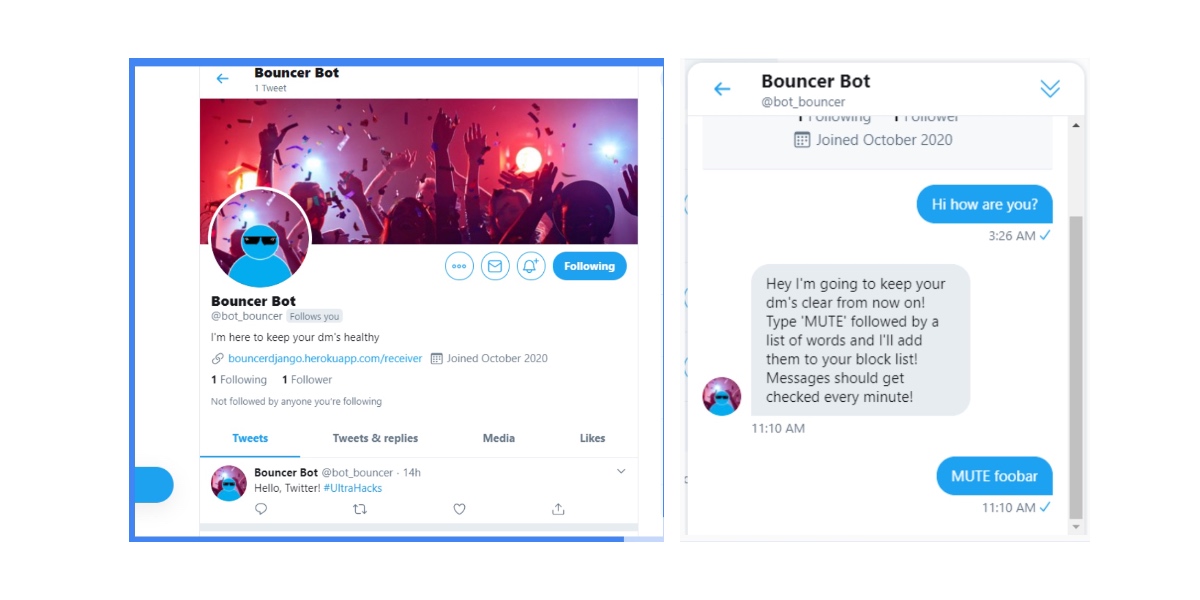 Bouncer Bot
1 Tweet
Following
Bouncer Bot
@bot_bouncer Follows you
I'm here to keep your dm's healthy
bouncerdjango.herokuapp.com/receiver Joined October 2020
1 Following 1 Follower
Not followed by anyone you're following
Tweets Tweets & replies Media Likes
Bouncer Bot @bot_bouncer · 14h
Hello, Twitter! #UltraHacks
Bouncer Bot
@bot_bouncer
1 Following 1 Follower
Joined October 2020
Hi how are you?
3:26 AM
Hey I'm going to keep your
dm's clear from now on!
Type 'MUTE' followed by a
list of words and I'll add
them to your block list!
Messages should get
checked every minute!
11:10 AM
MUTE foobar
11:10 AM